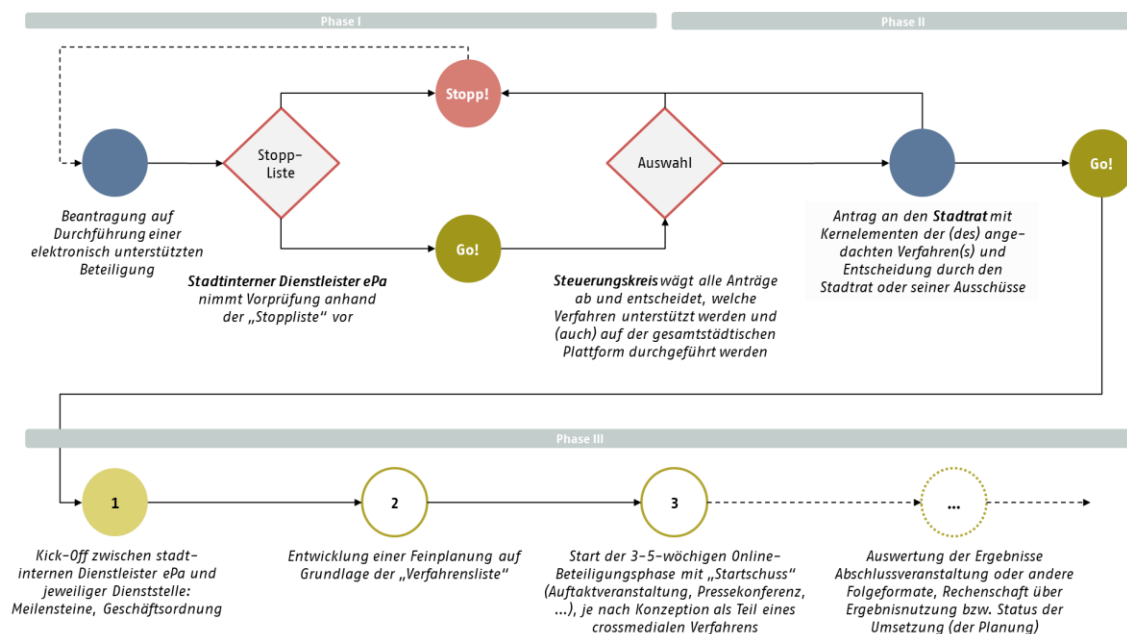 Phase I
Phase II
Stopp!
Stopp-
Liste
Auswahl
Go!
Go!
Beantragung auf
Durchführung einer
elektronisch unterstützten
Beteiligung
Stadtinterner Dienstleister ePa
nimmt Vorprüfung anhand
der „Stoppliste“ vor
Steuerungskreis wägt alle Anträge
ab und entscheidet, welche
Verfahren unterstützt werden und
(auch) auf der gesamtstädtischen
Plattform durchgeführt werden
Antrag an den Stadtrat mit
Kernelementen der (des) ange-
dachten Verfahren(s) und
Entscheidung durch den
Stadtrat oder seiner Ausschüsse
Phase III
1
2
3
...
Kick-Off zwischen stadt-
internen Dienstleister ePa und
jeweiliger Dienststelle:
Meilensteine, Geschäftsordnung
Entwicklung einer Feinplanung auf
Grundlage der „Verfahrensliste“
Start der 3-5-wöchigen Online-
Beteiligungsphase mit „Startschuss“
(Auftaktveranstaltung, Pressekonferenz,
...), je nach Konzeption als Teil eines
crossmedialen Verfahrens
Auswertung der Ergebnisse
Abschlussveranstaltung oder andere
Folgeformate, Rechenschaft über
Ergebnisnutzung bzw. Status der
Umsetzung (der Planung)